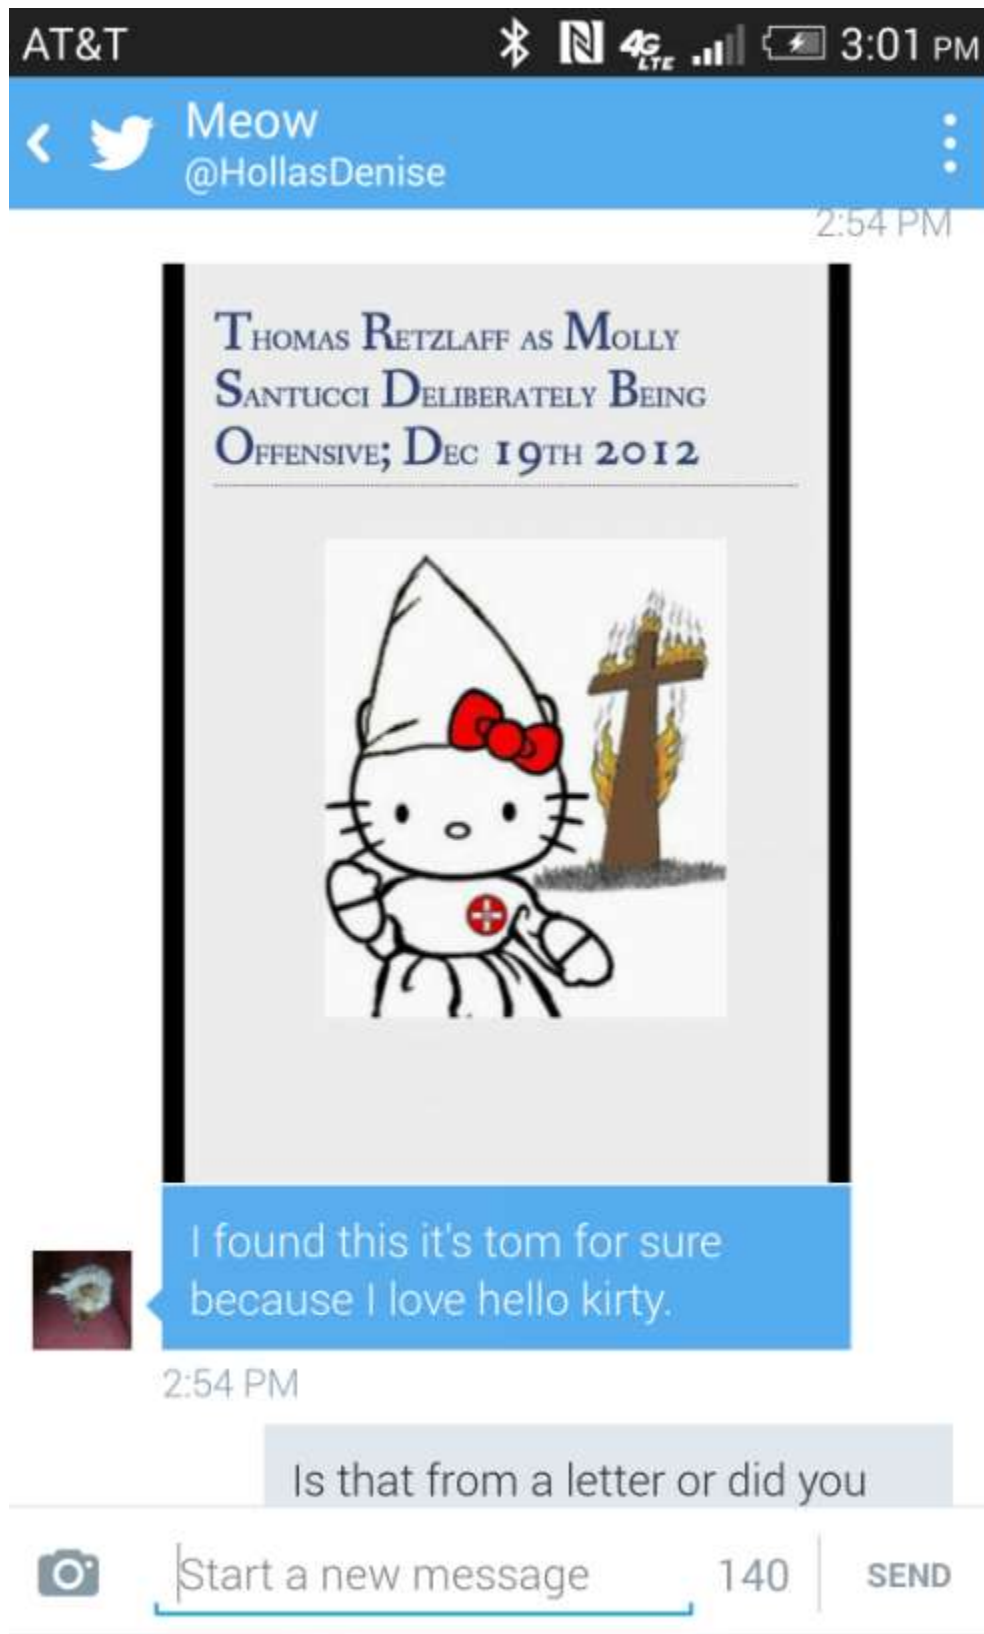 AT&T 4G LTE 3:01 PM
Meow
@HollasDenise
2:54 PM
THOMAS RETZLAFF AS MOLLY
SANTUCCI DELIBERATELY BEING
OFFENSIVE; DEC 19TH 2012
I found this it's tom for sure
because I love hello kirty.
2:54 PM
Is that from a letter or did you
Start a new message 140 SEND